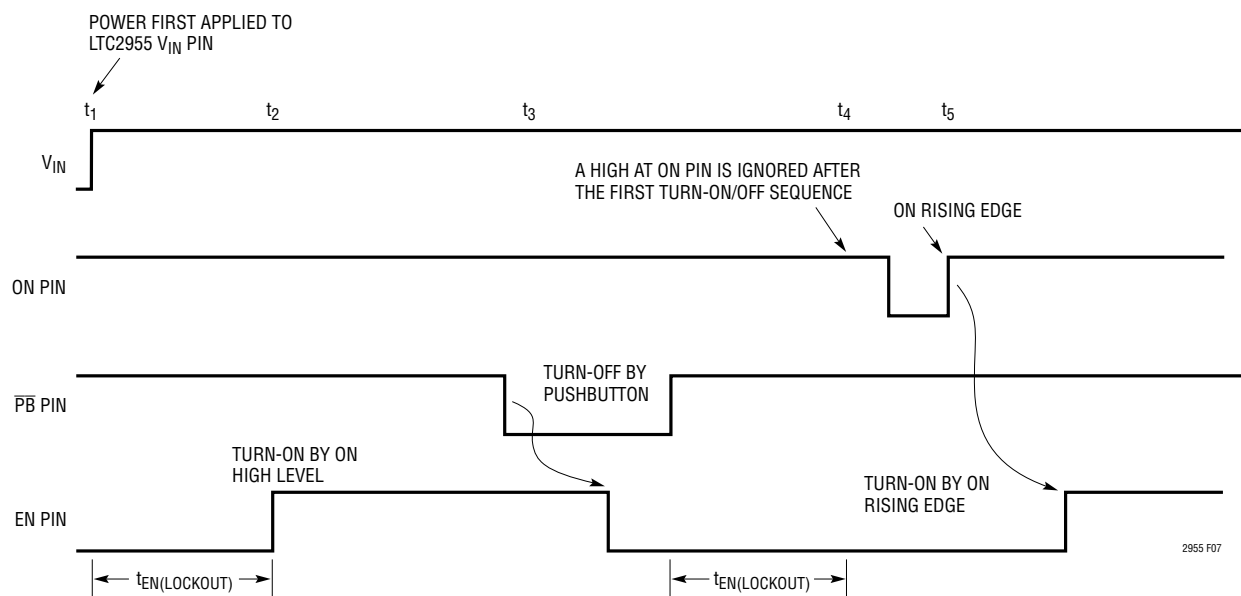 POWER FIRST APPLIED TO
LTC2955 VIN PIN
t1
t2
t3
t4
t5
VIN
A HIGH AT ON PIN IS IGNORED AFTER
THE FIRST TURN-ON/OFF SEQUENCE
ON RISING EDGE
ON PIN
TURN-OFF BY
PUSHBUTTON
PB PIN
TURN-ON BY ON
HIGH LEVEL
TURN-ON BY ON
RISING EDGE
EN PIN
2955 F07
tEN(LOCKOUT)
tEN(LOCKOUT)